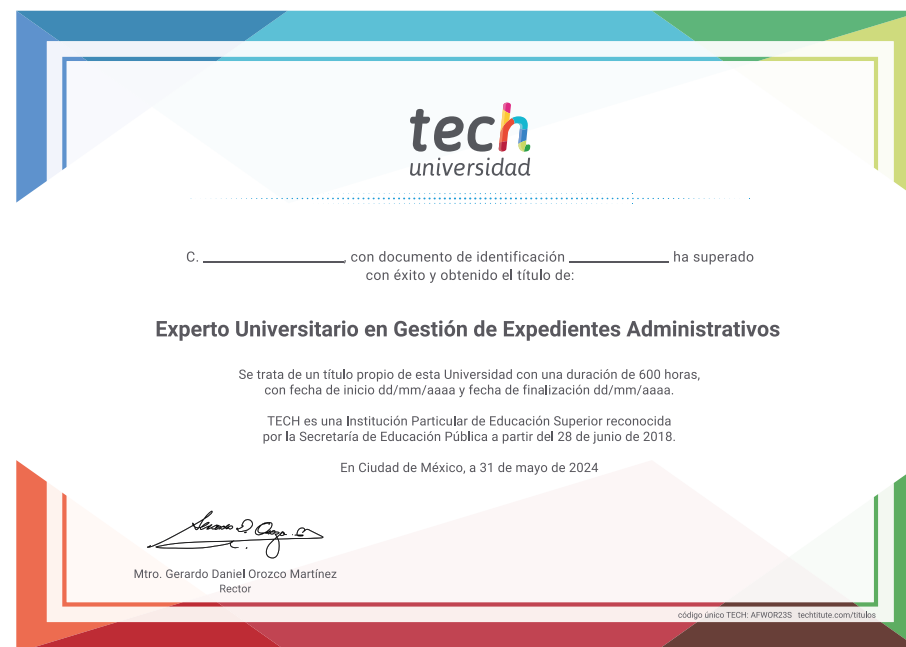 tech
universidad
C. ____________, con documento de identificación ____________ ha superado
con éxito y obtenido el título de:
Experto Universitario en Gestión de Expedientes Administrativos
Se trata de un título propio de esta Universidad con una duración de 600 horas,
con fecha de inicio dd/mm/aaaa y fecha de finalización dd/mm/aaaa.
TECH es una Institución Particular de Educación Superior reconocida
por la Secretaría de Educación Pública a partir del 28 de junio de 2018.
En Ciudad de México, a 31 de mayo de 2024
Mtro. Gerardo Daniel Orozco Martínez
Rector
código único TECH: AFWOR23S techtitute.com/titulos